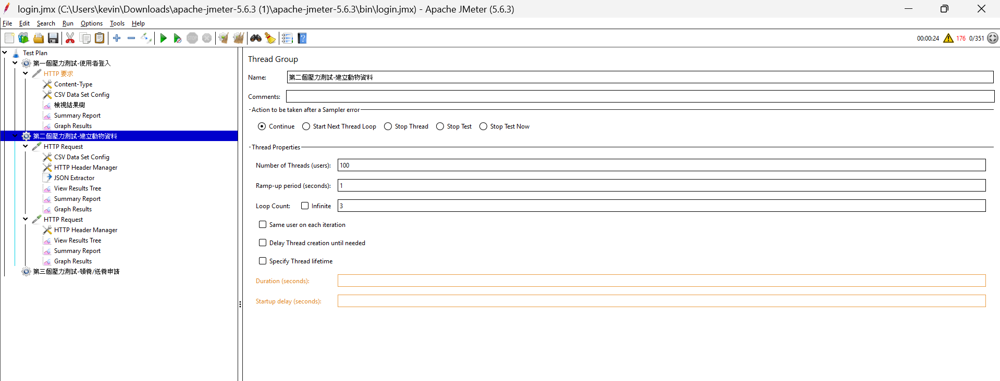 login.jmx (C:\Users\kevin\Downloads\apache-jmeter-5.6.3 (1)\apache-jmeter-5.6.3\bin\login.jmx) - Apache JMeter (5.6.3)
File Edit Search Run Options Tools Help
STOP 00:00:24 176 0/351
Test Plan
第一個壓力測試-使用者登入
HTTP 要求
Content-Type
CSV Data Set Config
檢視結果樹
Summary Report
Graph Results
第二個壓力測試-建立動物資料
HTTP Request
CSV Data Set Config
HTTP Header Manager
JSON Extractor
View Results Tree
Summary Report
Graph Results
HTTP Request
HTTP Header Manager
View Results Tree
Summary Report
Graph Results
第三個壓力測試-領養/送養申請
Thread Group
Name: 第二個壓力測試-建立動物資料
Comments:
Action to be taken after a Sampler error
Continue Start Next Thread Loop Stop Thread Stop Test Stop Test Now
Thread Properties
Number of Threads (users): 100
Ramp-up period (seconds): 1
Loop Count: Infinite 3
Same user on each iteration
Delay Thread creation until needed
Specify Thread lifetime
Duration (seconds):
Startup delay (seconds):